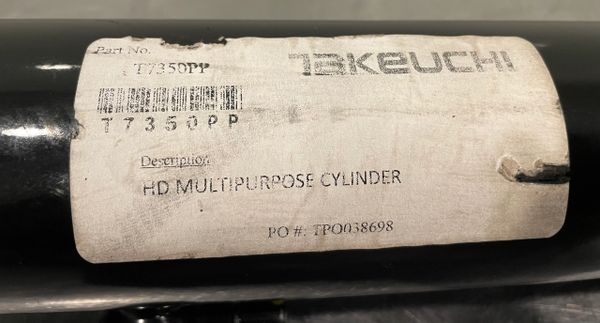 Part No.
TAKEUCHI
T7350PP
T7350PP
Description
HD MULTIPURPOSE CYLINDER
PO #: TPO038698